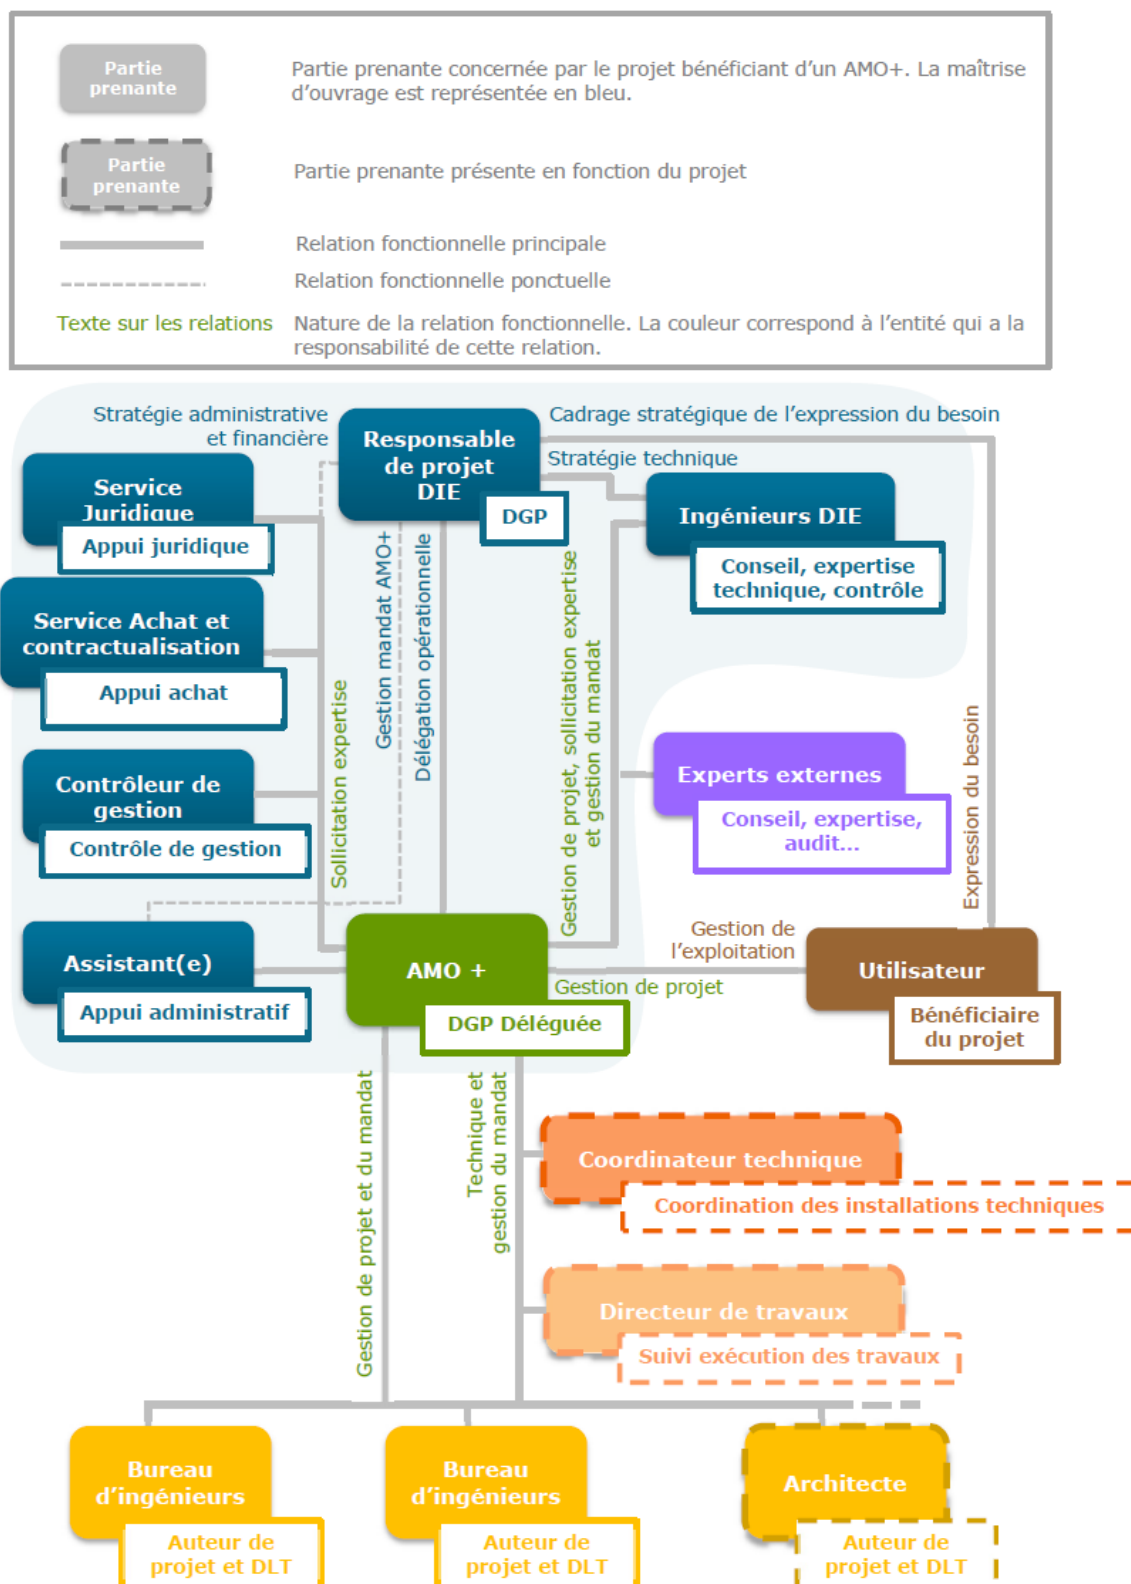 Partie
prenante
Partie prenante concernée par le projet bénéficiant d'un AMO+. La maîtrise
d'ouvrage est représentée en bleu.
Partie
prenante
Partie prenante présente en fonction du projet
Relation fonctionnelle principale
Relation fonctionnelle ponctuelle
Texte sur les relations
Nature de la relation fonctionnelle. La couleur correspond à l'entité qui a la
responsabilité de cette relation.
Stratégie administrative
et financière
Responsable
de projet
DIE
DGP
Cadrage stratégique de l'expression du besoin
Stratégie technique
Service
Juridique
Appui juridique
Ingénieurs DIE
Conseil, expertise
technique, contrôle
Service Achat et
contractualisation
Appui achat
Gestion mandat AMO+
Délégation opérationnelle
Gestion de projet, sollicitation expertise
et gestion du mandat
Sollicitation expertise
Expression du besoin
Experts externes
Conseil, expertise,
audit...
Contrôleur de
gestion
Contrôle de gestion
Assistant(e)
Appui administratif
AMO +
DGP Déléguée
Gestion de
l'exploitation
Gestion de projet
Utilisateur
Bénéficiaire
du projet
Gestion de projet et du mandat
Technique et
gestion du mandat
Coordinateur technique
Coordination des installations techniques
Directeur de travaux
Suivi exécution des travaux
Bureau
d'ingénieurs
Auteur de
projet et DLT
Bureau
d'ingénieurs
Auteur de
projet et DLT
Architecte
Auteur de
projet et DLT